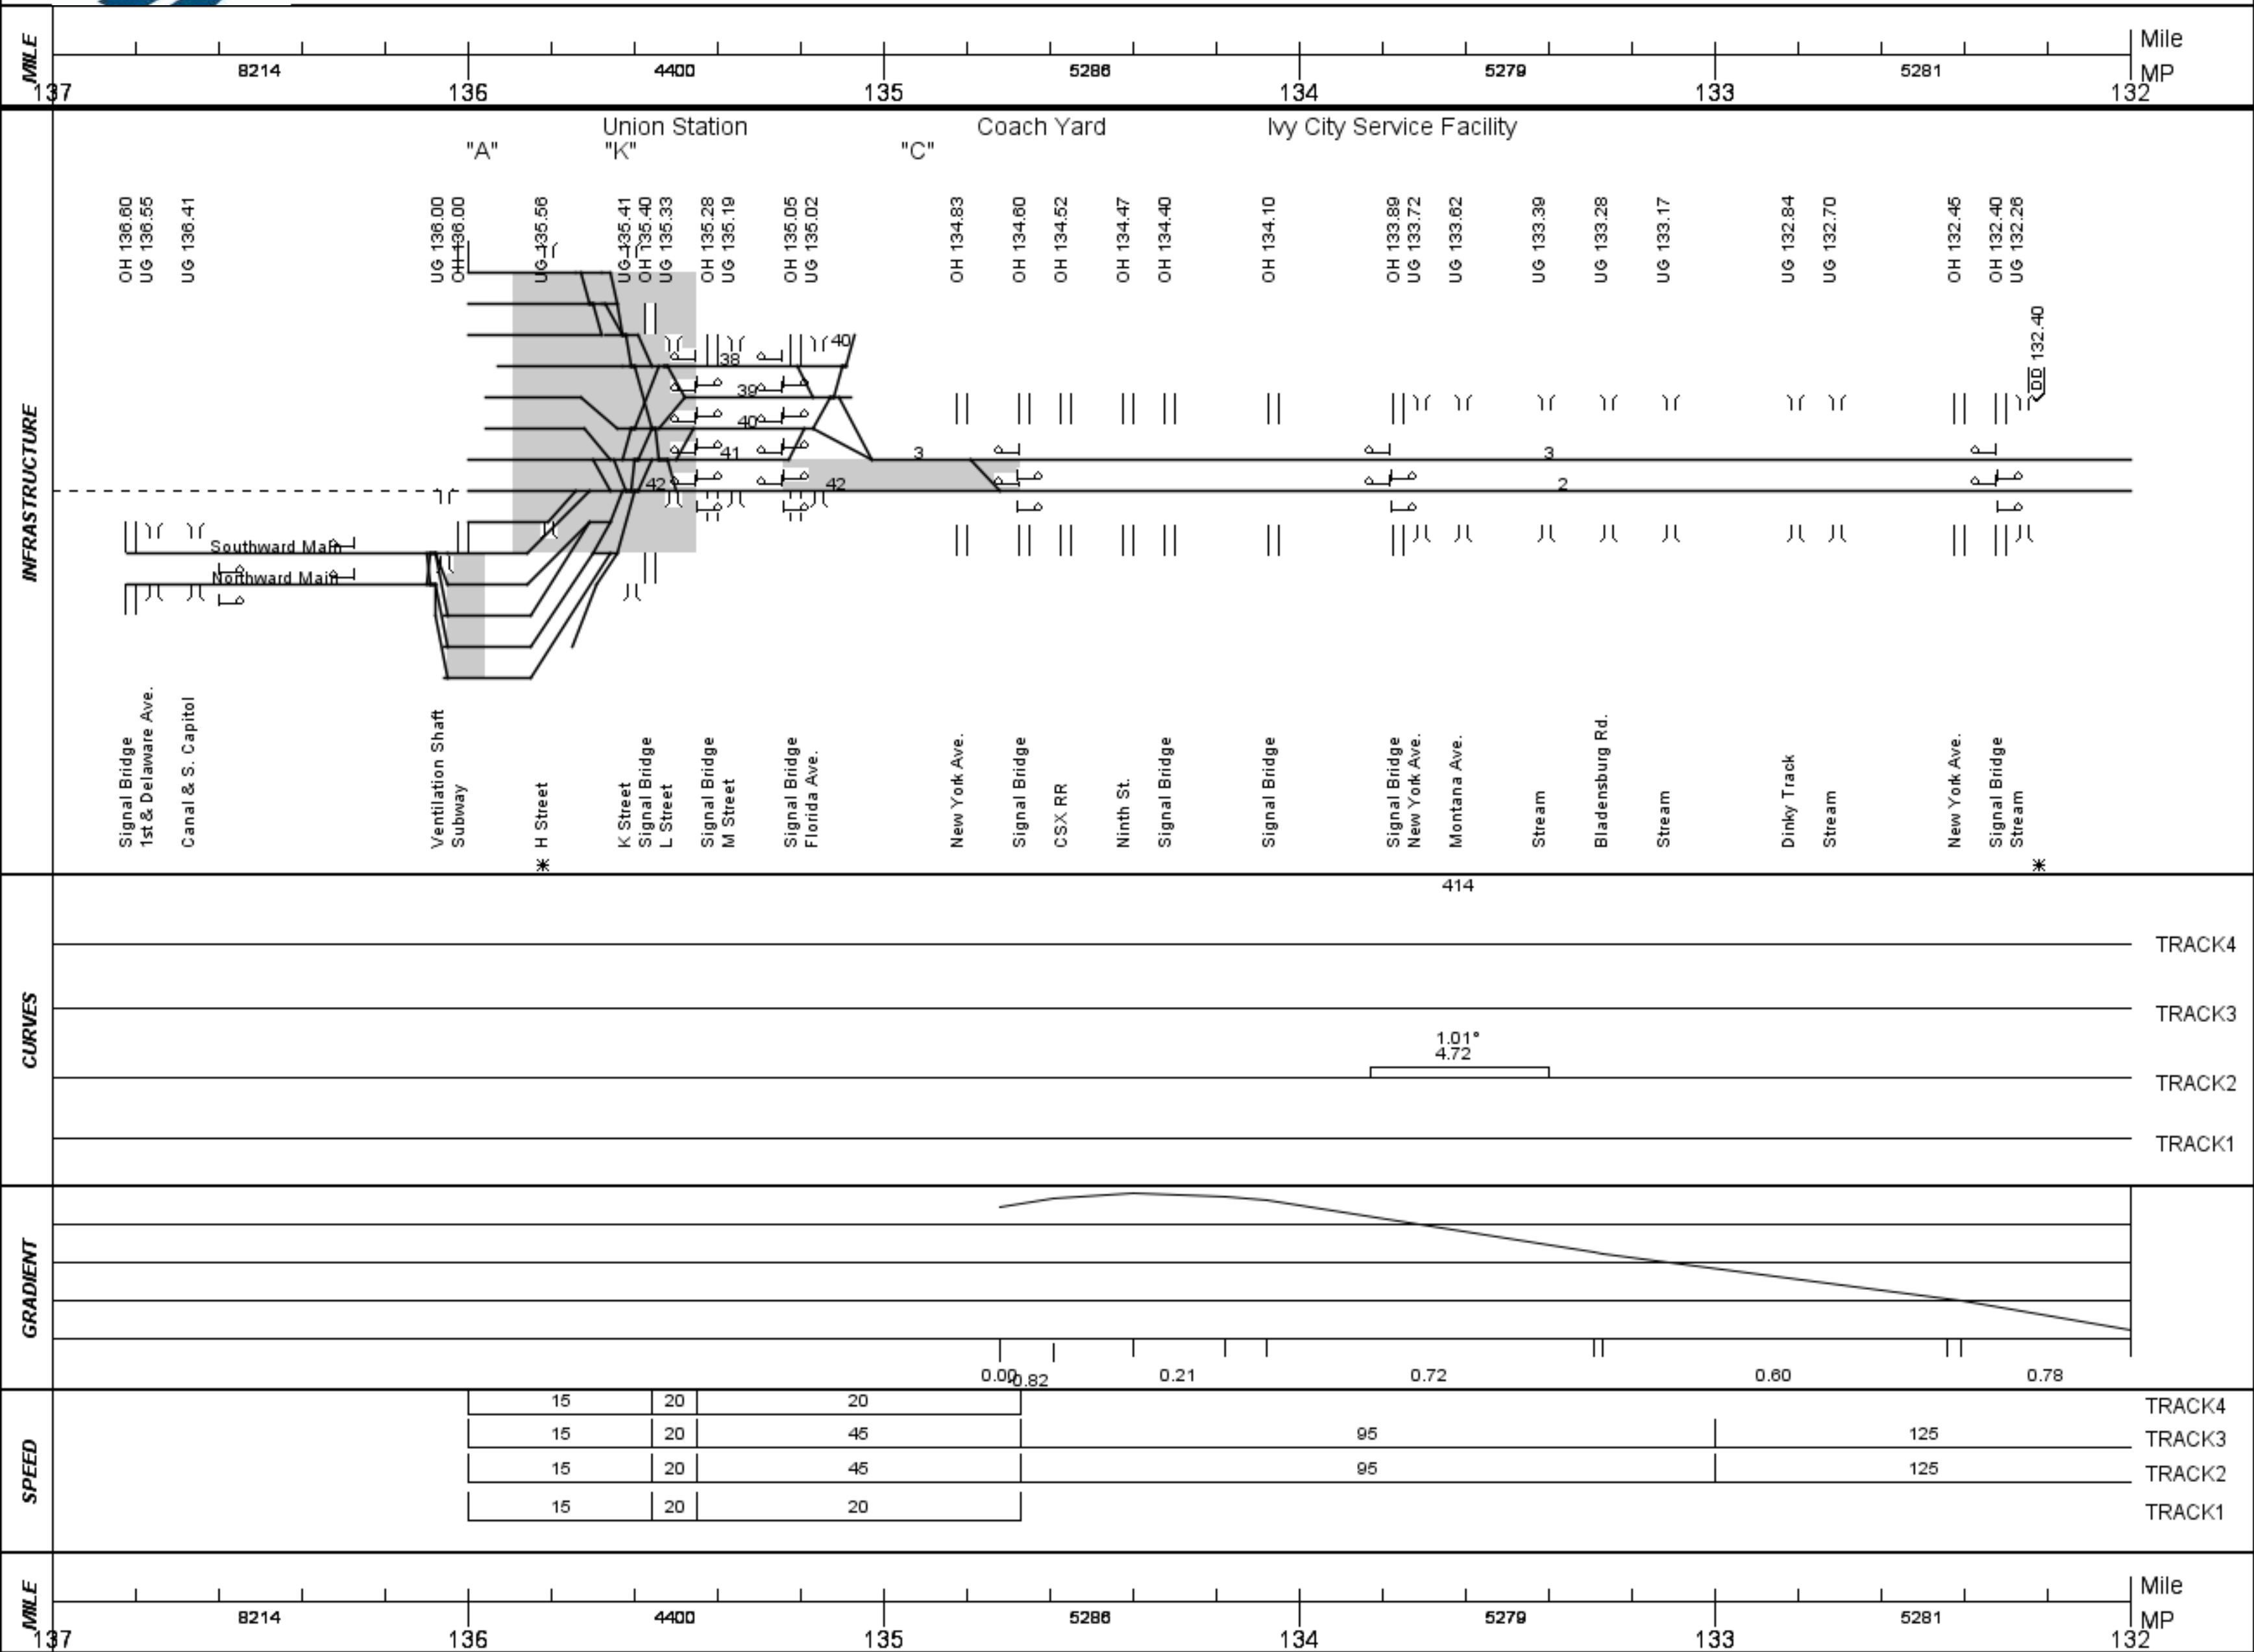 MILE
8214 4400 5286 5279 5281
Mile
MP
137 136 135 134 133 132
INFRASTRUCTURE
Union Station Coach Yard Ivy City Service Facility
"A" "K" "C"
OH 136.60
UG 136.55
UG 136.41
UG 136.00
OH 136.00
UG 135.56
UG 135.41
OH 135.40
UG 135.33
OH 135.28
UG 135.19
OH 135.05
UG 135.02
OH 134.83
OH 134.60
OH 134.52
UG 134.47
OH 134.40
OH 134.10
OH 133.89
UG 133.72
UG 133.62
UG 133.39
UG 133.28
UG 133.17
UG 132.84
UG 132.70
OH 132.45
OH 132.40
UG 132.26
DD 132.40
40
38
39
40
41 3 3
42 42 2
Southward Main
Northward Main
Signal Bridge
1st & Delaware Ave.
Canal & S. Capitol
Ventilation Shaft
Subway
H Street
K Street
Signal Bridge
L Street
Signal Bridge
M Street
Signal Bridge
Florida Ave.
New York Ave.
Signal Bridge
CSX RR
Ninth St.
Signal Bridge
Signal Bridge
Signal Bridge
New York Ave.
Montana Ave.
Stream
Bladensburg Rd.
Stream
Dinky Track
Stream
New York Ave.
Signal Bridge
Stream
* *
CURVES
414
TRACK4
TRACK3
1.01°
4.72
TRACK2
TRACK1
GRADIENT
0.00 0.82 0.21 0.72 0.60 0.78
SPEED
15 20 20 TRACK4
15 20 45 95 125 TRACK3
15 20 45 95 125 TRACK2
15 20 20 TRACK1
MILE
8214 4400 5286 5279 5281
Mile
MP
137 136 135 134 133 132